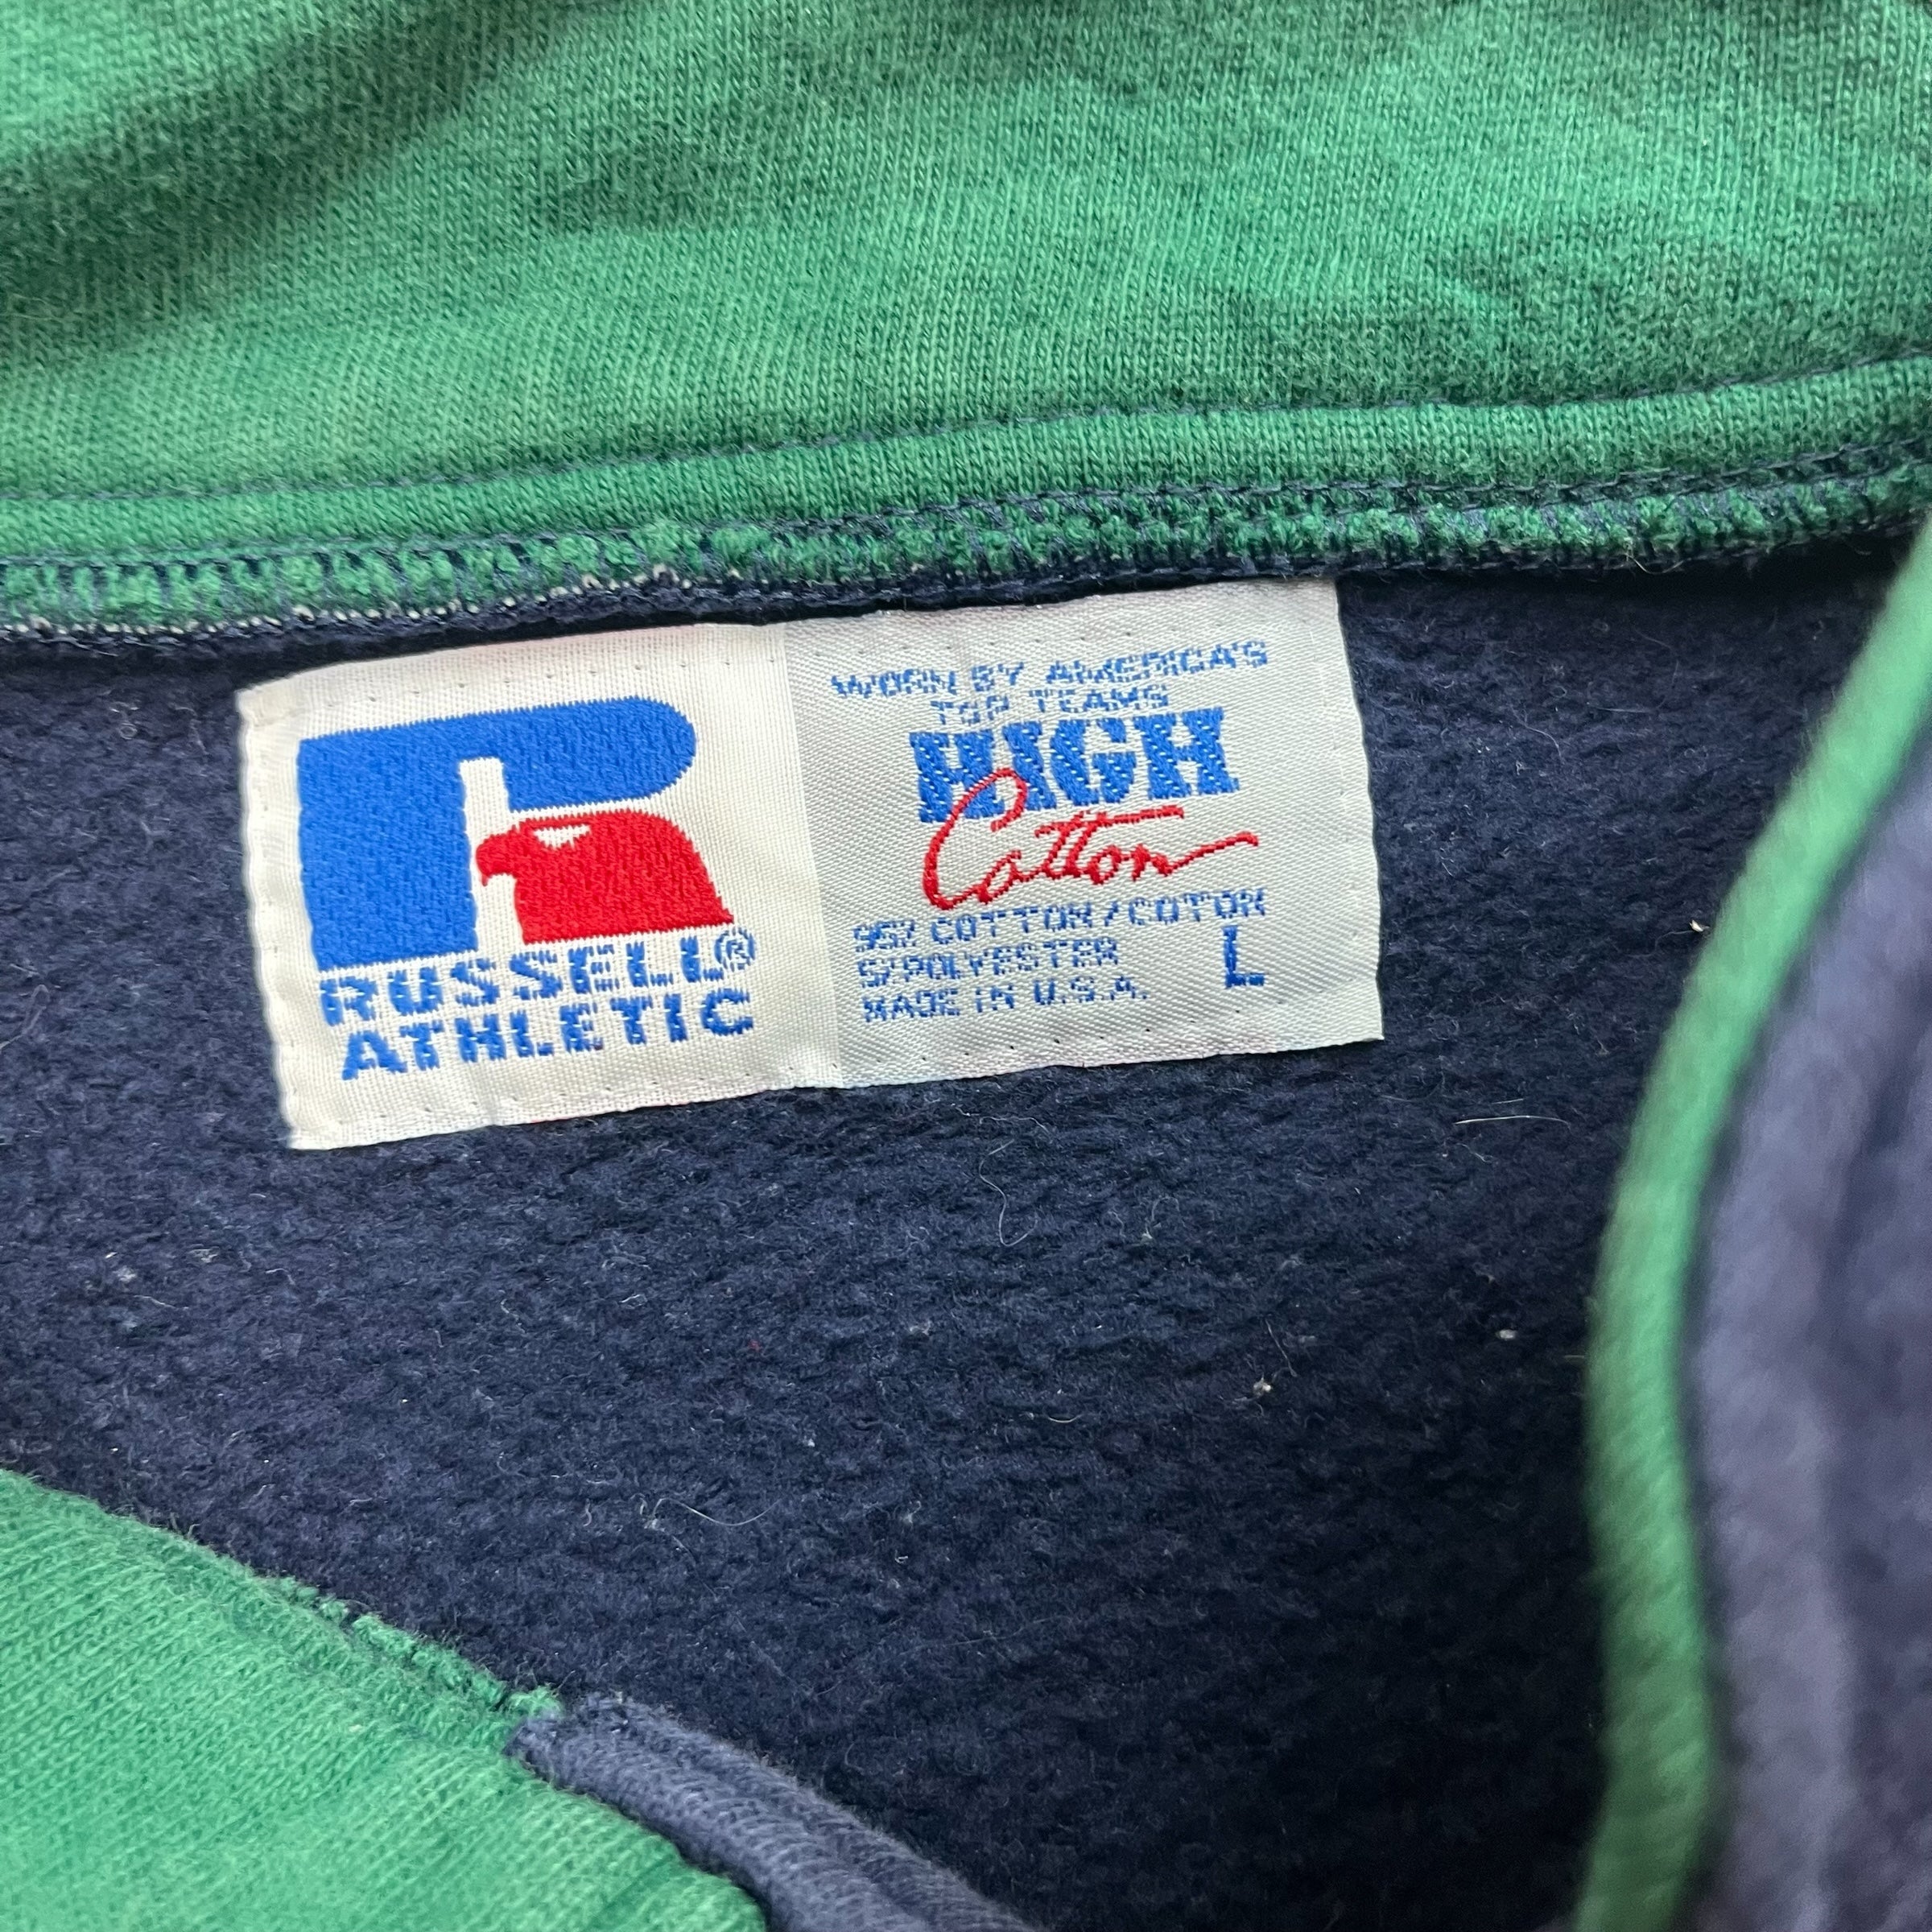 RUSSELL®
ATHLETIC
WORN BY AMERICA'S
TOP TEAMS
HIGH
Cotton
95% COTTON/COTON
5/POLYESTER
MADE IN U.S.A.
L